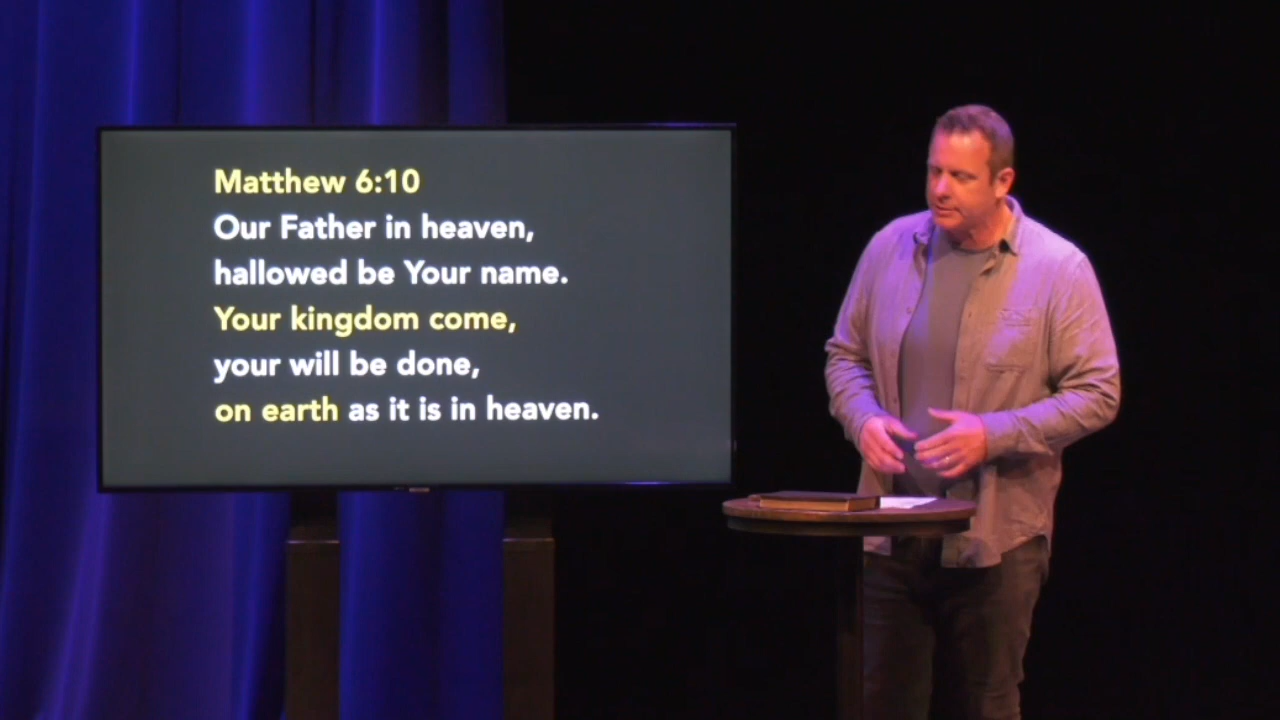 Matthew 6:10
Our Father in heaven,
hallowed be Your name.
Your kingdom come,
your will be done,
on earth as it is in heaven.